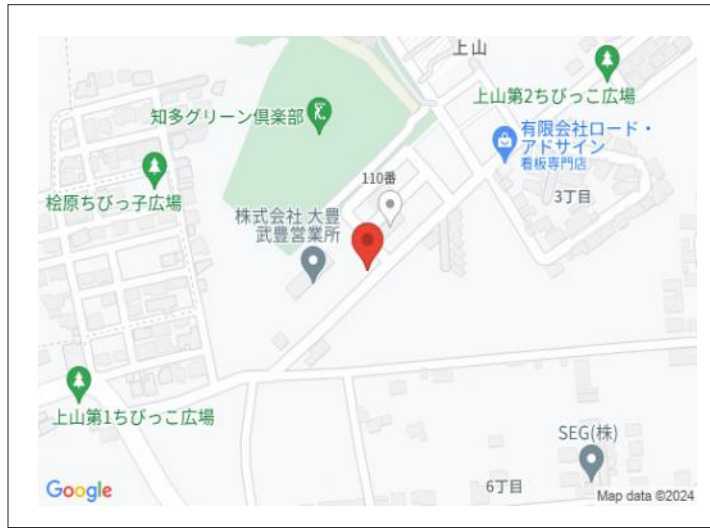 上山
上山第2ちびっこ広場
知多グリーン倶楽部
有限会社ロード・
アドサイン
看板専門店
110番
3丁目
桧原ちびっ子広場
株式会社 大豊
武豊営業所
上山第1ちびっこ広場
SEG(株)
6丁目
Google
Map data ©2024